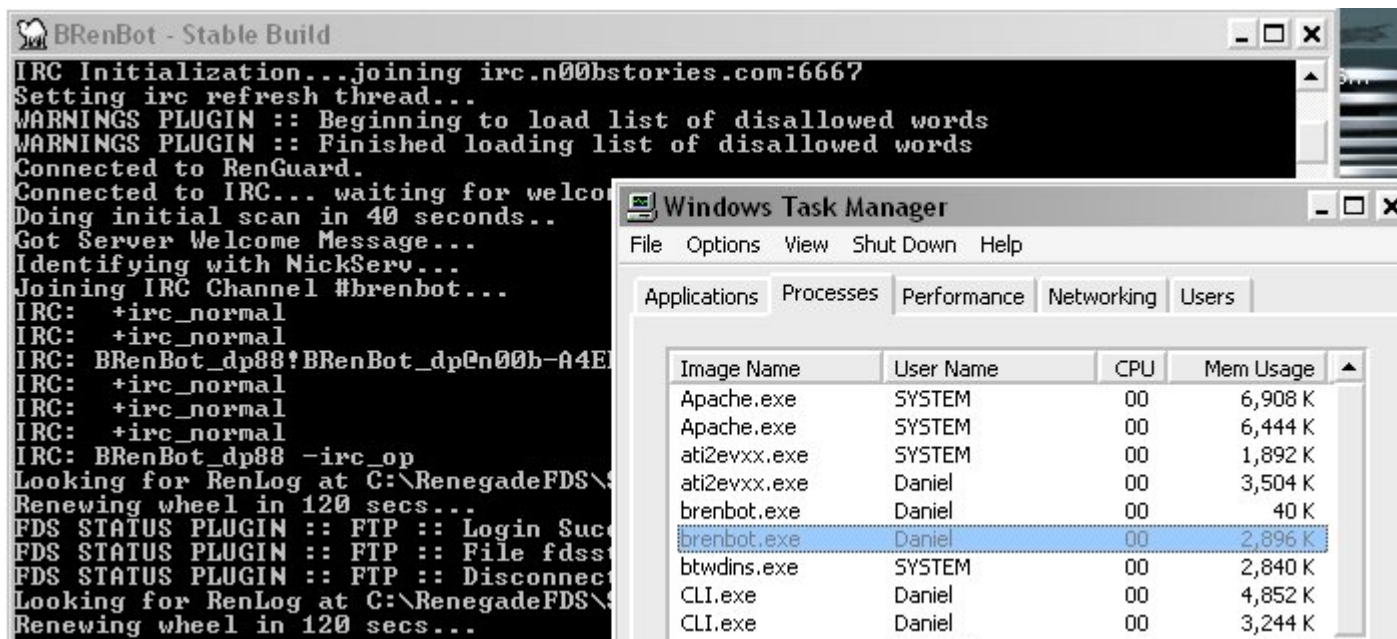 BRenBot - Stable Build
IRC Initialization...joining irc.n00bstories.com:6667
Setting irc refresh thread...
WARNINGS PLUGIN :: Beginning to load list of disallowed words
WARNINGS PLUGIN :: Finished loading list of disallowed words
Connected to RenGuard.
Connected to IRC... waiting for welco
Doing initial scan in 40 seconds..
Got Server Welcome Message...
Identifying with NickServ...
Joining IRC Channel #brenbot...
IRC: +irc_normal
IRC: +irc_normal
IRC: BRenBot_dp88!BRenBot_dp@n00b-A4E
IRC: +irc_normal
IRC: +irc_normal
IRC: +irc_normal
IRC: BRenBot_dp88 -irc_op
Looking for RenLog at C:\RenegadeFDS\
Renewing wheel in 120 secs...
FDS STATUS PLUGIN :: FTP :: Login Suc
FDS STATUS PLUGIN :: FTP :: File fdsst
FDS STATUS PLUGIN :: FTP :: Disconnect
Looking for RenLog at C:\RenegadeFDS\
Renewing wheel in 120 secs...
Windows Task Manager
File Options View Shut Down Help
Applications Processes Performance Networking Users
Image Name User Name CPU Mem Usage
Apache.exe SYSTEM 00 6,908 K
Apache.exe SYSTEM 00 6,444 K
ati2evxx.exe SYSTEM 00 1,892 K
ati2evxx.exe Daniel 00 3,504 K
brenbot.exe Daniel 00 40 K
brenbot.exe Daniel 00 2,896 K
btwdins.exe SYSTEM 00 2,840 K
CLI.exe Daniel 00 4,852 K
CLI.exe Daniel 00 3,244 K